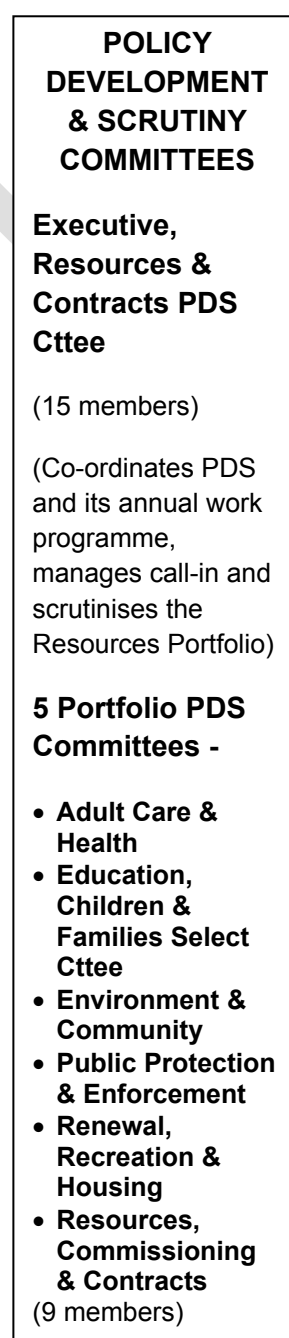 POLICY
DEVELOPMENT
& SCRUTINY
COMMITTEES
Executive,
Resources &
Contracts PDS
Cttee
(15 members)
(Co-ordinates PDS
and its annual work
programme,
manages call-in and
scrutinises the
Resources Portfolio)
5 Portfolio PDS
Committees -
• Adult Care &
Health
• Education,
Children &
Families Select
Cttee
• Environment &
Community
• Public Protection
& Enforcement
• Renewal,
Recreation &
Housing
• Resources,
Commissioning
& Contracts
(9 members)